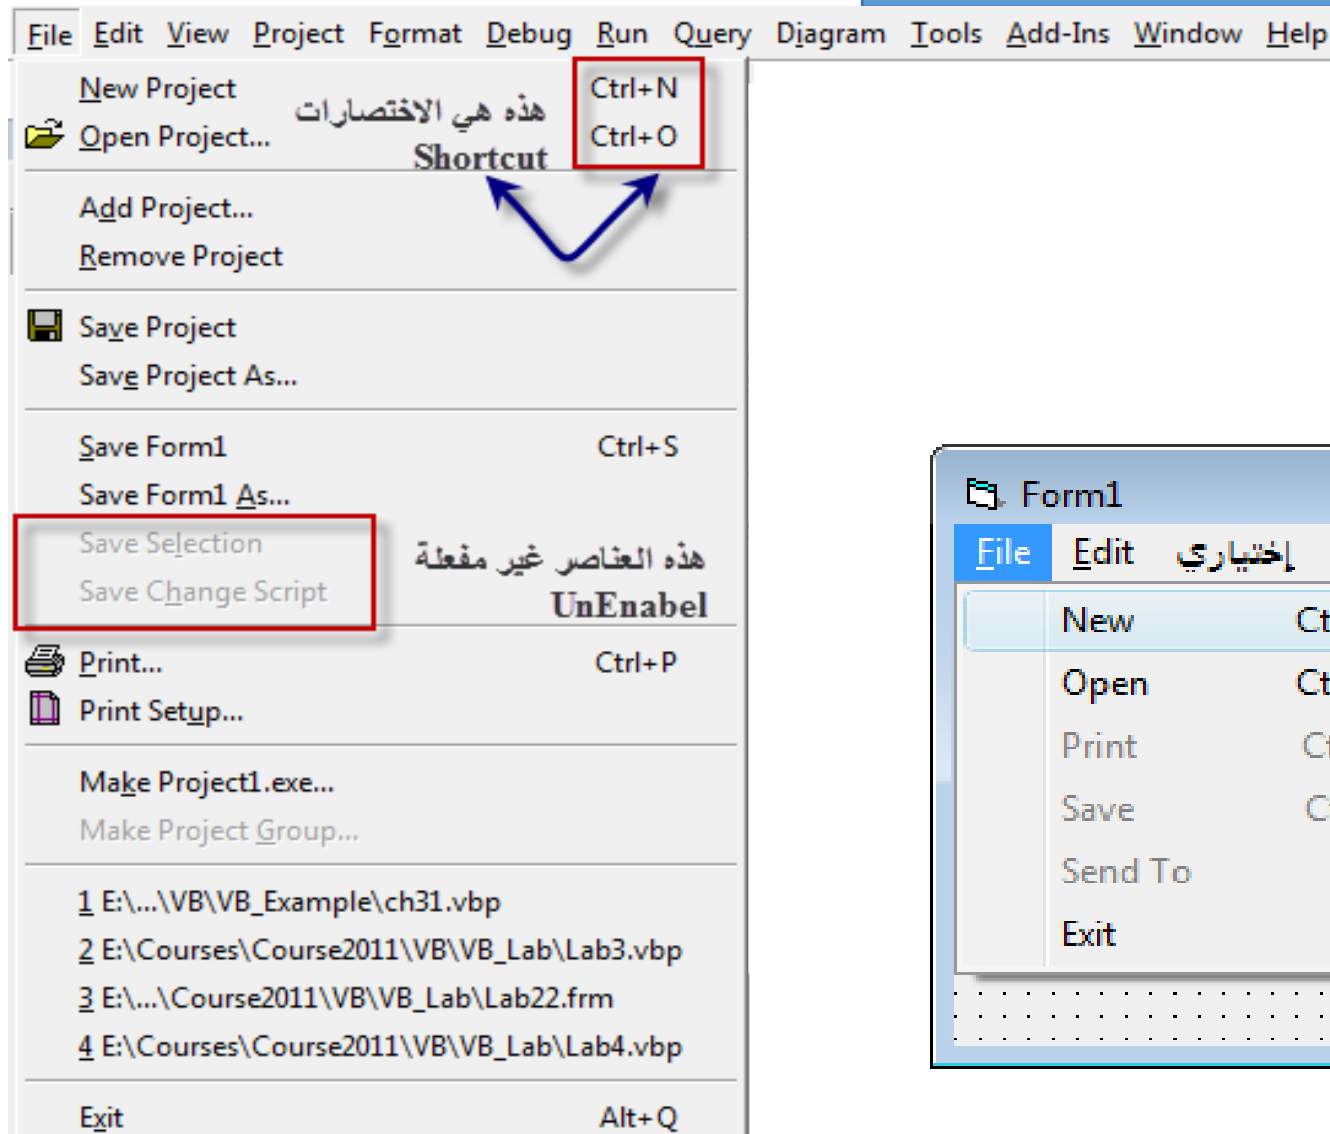 File Edit View Project Format Debug Run Query Diagram Tools Add-Ins Window Help
New Project Ctrl+N
Open Project... Ctrl+O
هذه هي الاختصارات
Shortcut
Add Project...
Remove Project
Save Project
Save Project As...
Save Form1 Ctrl+S
Save Form1 As...
Save Selection
Save Change Script
هذه العناصر غير مفعلة
UnEnabel
Print... Ctrl+P
Print Setup...
Make Project1.exe...
Make Project Group...
1 E:\...\VB\VB_Example\ch31.vbp
2 E:\Courses\Course2011\VB\VB_Lab\Lab3.vbp
3 E:\...\Course2011\VB\VB_Lab\Lab22.frm
4 E:\Courses\Course2011\VB\VB_Lab\Lab4.vbp
Exit Alt+Q
Form1
File Edit إختياري
New
Open
Print
Save
Send To
Exit